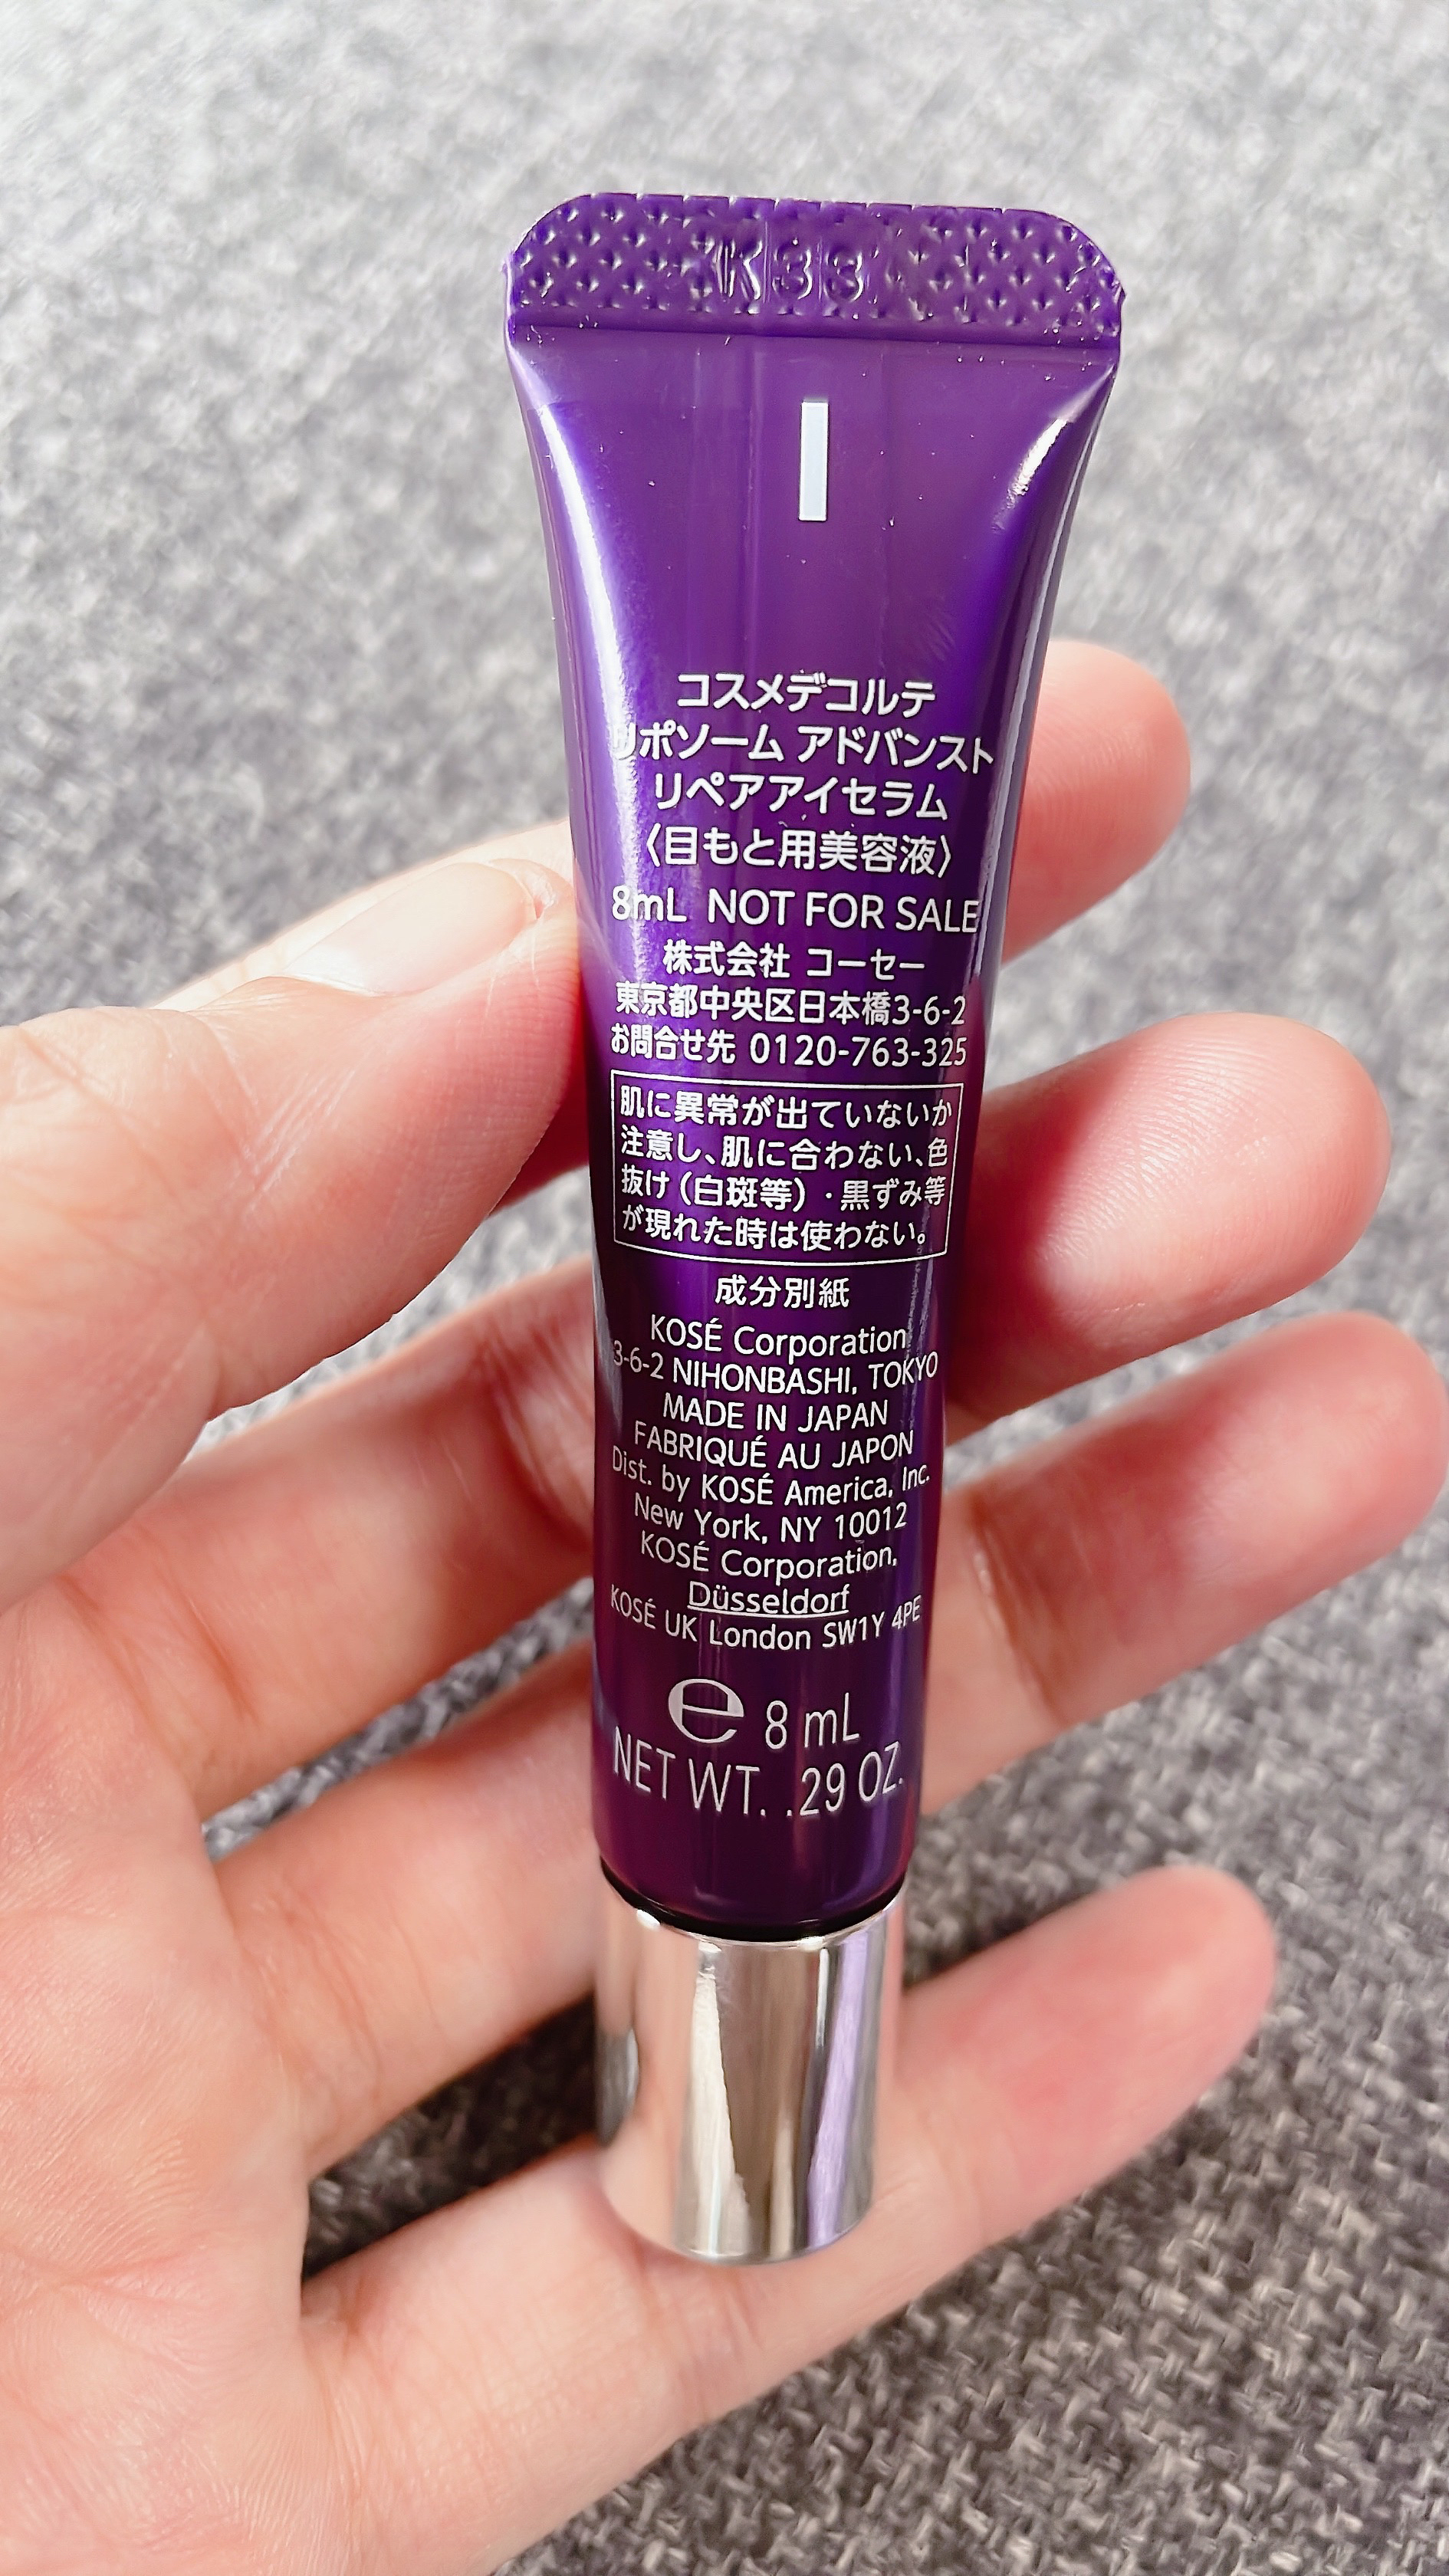 K33
コスメデコルテ
リポソーム アドバンスト
リペアアイセラム
〈目もと用美容液〉
8mL NOT FOR SALE
株式会社 コーセー
東京都中央区日本橋3-6-2
お問合せ先 0120-763-325
肌に異常が出ていないか
注意し、肌に合わない、色
抜け（白斑等）・黒ずみ等
が現れた時は使わない。
成分別紙
KOSÉ Corporation
3-6-2 NIHONBASHI, TOKYO
MADE IN JAPAN
FABRIQUÉ AU JAPON
Dist. by KOSÉ America, Inc.
New York, NY 10012
KOSÉ Corporation,
Düsseldorf
KOSÉ UK London SW1Y 4PE
e 8 mL
NET WT. .29 OZ.